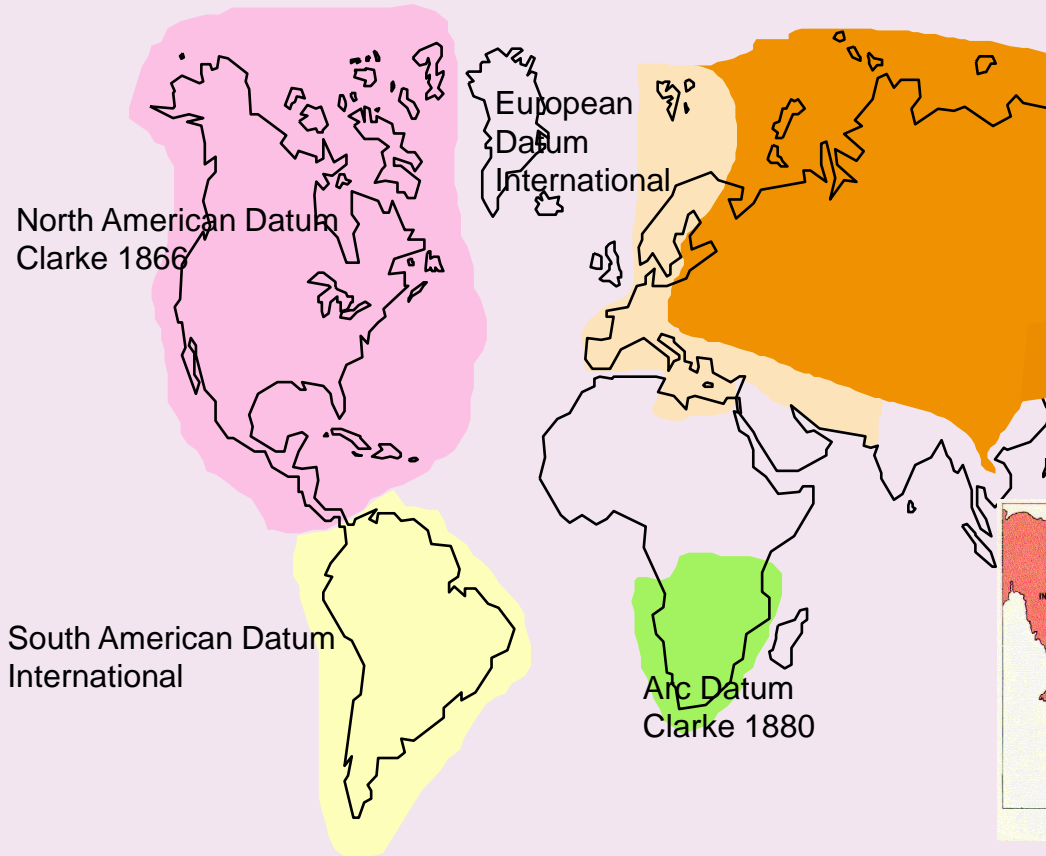 European
Datum
International
North American Datum
Clarke 1866
South American Datum
International
Arc Datum
Clarke 1880